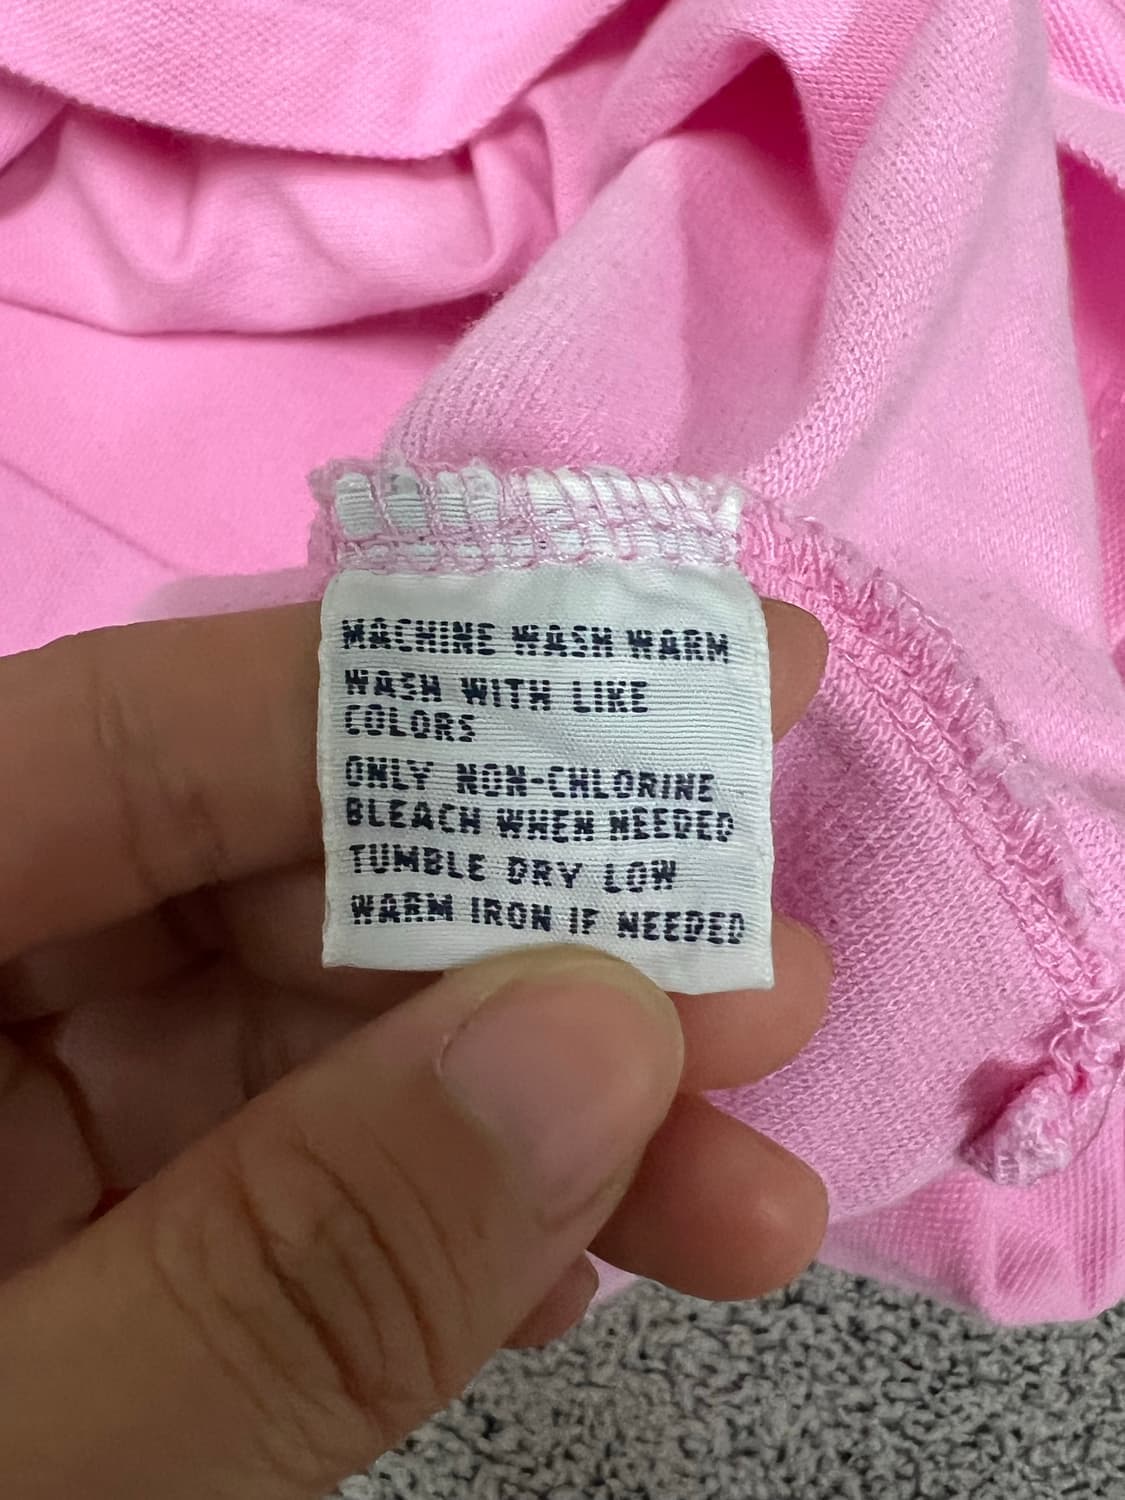 MACHINE WASH WARM
WASH WITH LIKE
COLORS
ONLY NON-CHLORINE
BLEACH WHEN NEEDED
TUMBLE DRY LOW
WARM IRON IF NEEDED